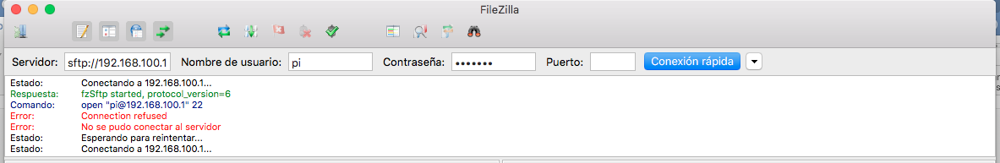 FileZilla
Servidor: sftp://192.168.100.1 Nombre de usuario: pi Contraseña: ••••••• Puerto: Conexión rápida
Estado: Conectando a 192.168.100.1...
Respuesta: fzSftp started, protocol_version=6
Comando: open "pi@192.168.100.1" 22
Error: Connection refused
Error: No se pudo conectar al servidor
Estado: Esperando para reintentar...
Estado: Conectando a 192.168.100.1...